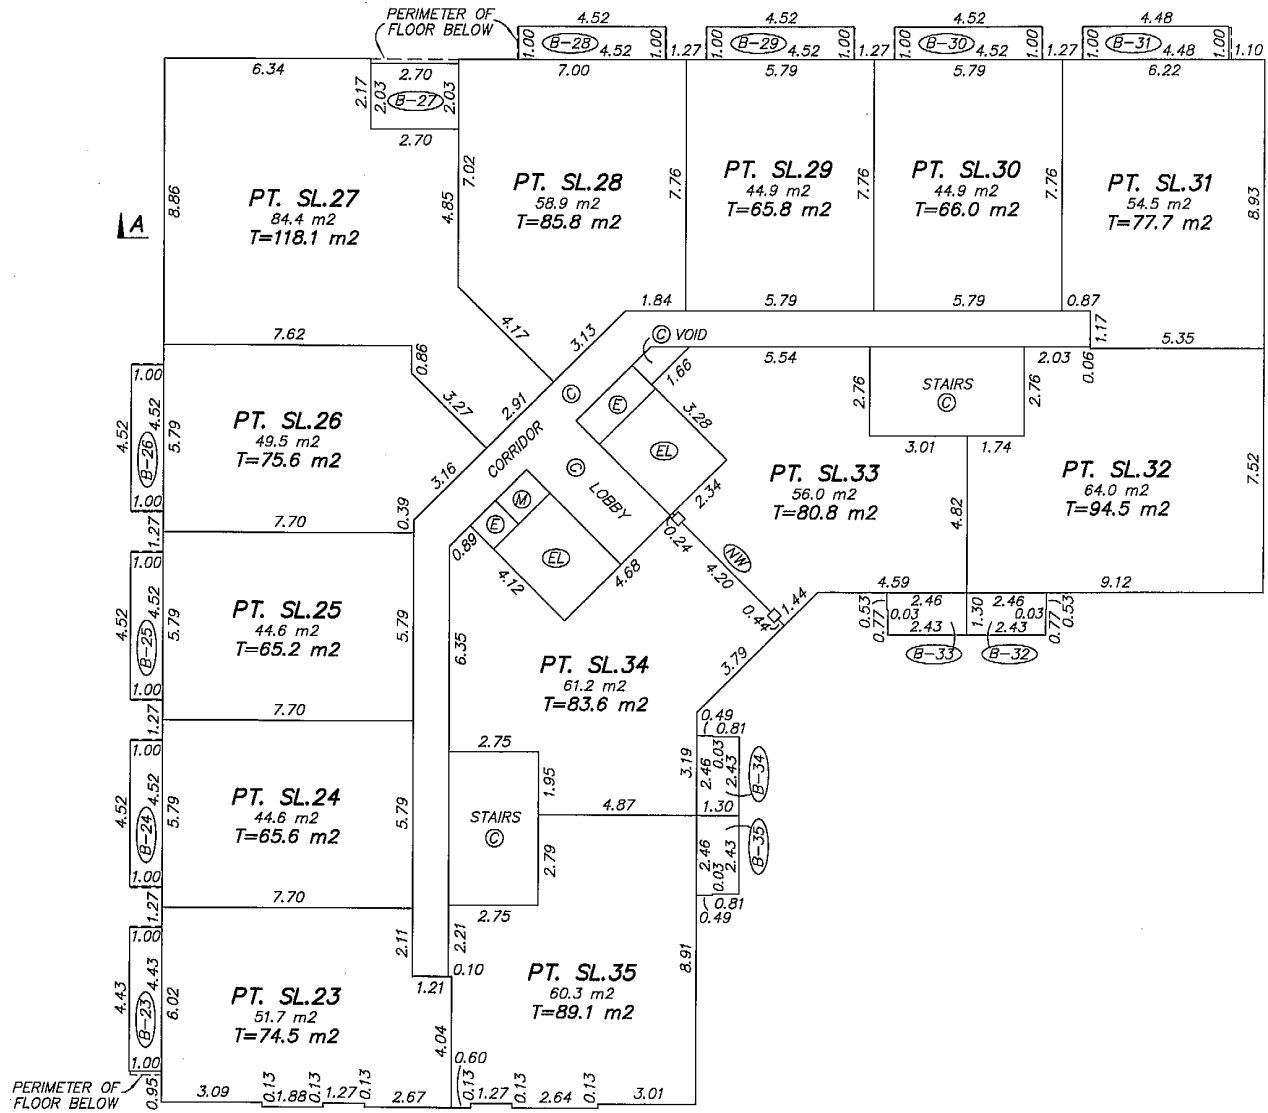 PERIMETER OF
FLOOR BELOW
4.52
4.52
4.52
4.48
1.00
B-28
4.52
1.00
1.27
1.00
B-29
4.52
1.00
1.27
1.00
B-30
4.52
1.00
1.27
1.00
B-31
4.48
1.00
1.10
6.34
2.70
7.00
5.79
5.79
6.22
2.17
2.03
B-27
2.03
2.70
8.86
7.02
4.85
7.76
7.76
7.76
8.93
A
PT. SL.27
84.4 m2
T=118.1 m2
PT. SL.28
58.9 m2
T=85.8 m2
PT. SL.29
44.9 m2
T=65.8 m2
PT. SL.30
44.9 m2
T=66.0 m2
PT. SL.31
54.5 m2
T=77.7 m2
1.84
5.79
5.79
0.87
4.17
3.13
C VOID
1.17
5.35
7.62
0.86
5.54
2.03
0.06
1.66
1.00
3.27
2.91
C
E
3.28
2.76
STAIRS
C
2.76
4.52
B-26
4.52
5.79
PT. SL.26
49.5 m2
T=75.6 m2
CORRIDOR
EL
3.01
1.74
3.16
C
LOBBY
PT. SL.33
56.0 m2
T=80.8 m2
PT. SL.32
64.0 m2
T=94.5 m2
7.52
1.00
1.27
7.70
0.39
M
E
2.34
4.82
0.89
EL
0.24
NW
1.00
4.12
4.68
4.20
4.59
9.12
4.52
B-25
4.52
5.79
PT. SL.25
44.6 m2
T=65.2 m2
5.79
6.35
0.44
1.44
0.53
0.77
2.46
0.03
2.43
1.30
2.46
0.03
2.43
0.77
0.53
B-33
B-32
3.79
PT. SL.34
61.2 m2
T=83.6 m2
1.00
1.27
7.70
0.49
0.81
1.00
2.75
3.19
2.46
0.03
2.43
B-34
1.95
4.52
B-24
4.52
5.79
PT. SL.24
44.6 m2
T=65.6 m2
5.79
STAIRS
C
4.87
1.30
2.79
2.46
0.03
2.43
B-35
1.00
1.27
7.70
0.81
0.49
2.75
2.11
2.21
1.00
8.91
4.43
B-23
4.43
6.02
PT. SL.23
51.7 m2
T=74.5 m2
0.10
1.21
PT. SL.35
60.3 m2
T=89.1 m2
4.04
1.00
0.60
PERIMETER OF
FLOOR BELOW
0.95
3.09
0.13
1.88
0.13
1.27
0.13
2.67
0.13
1.27
0.13
2.64
0.13
3.01